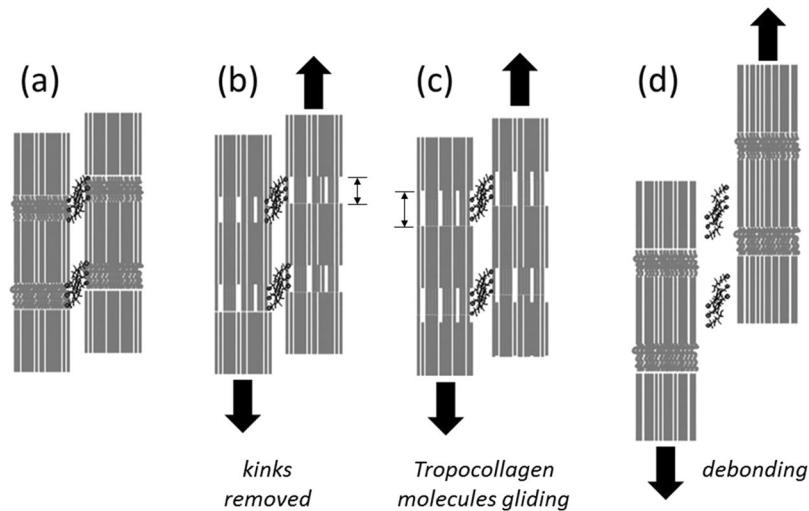 (a)
(b)
(c)
(d)
kinks
removed
Tropocollagen
molecules gliding
debonding